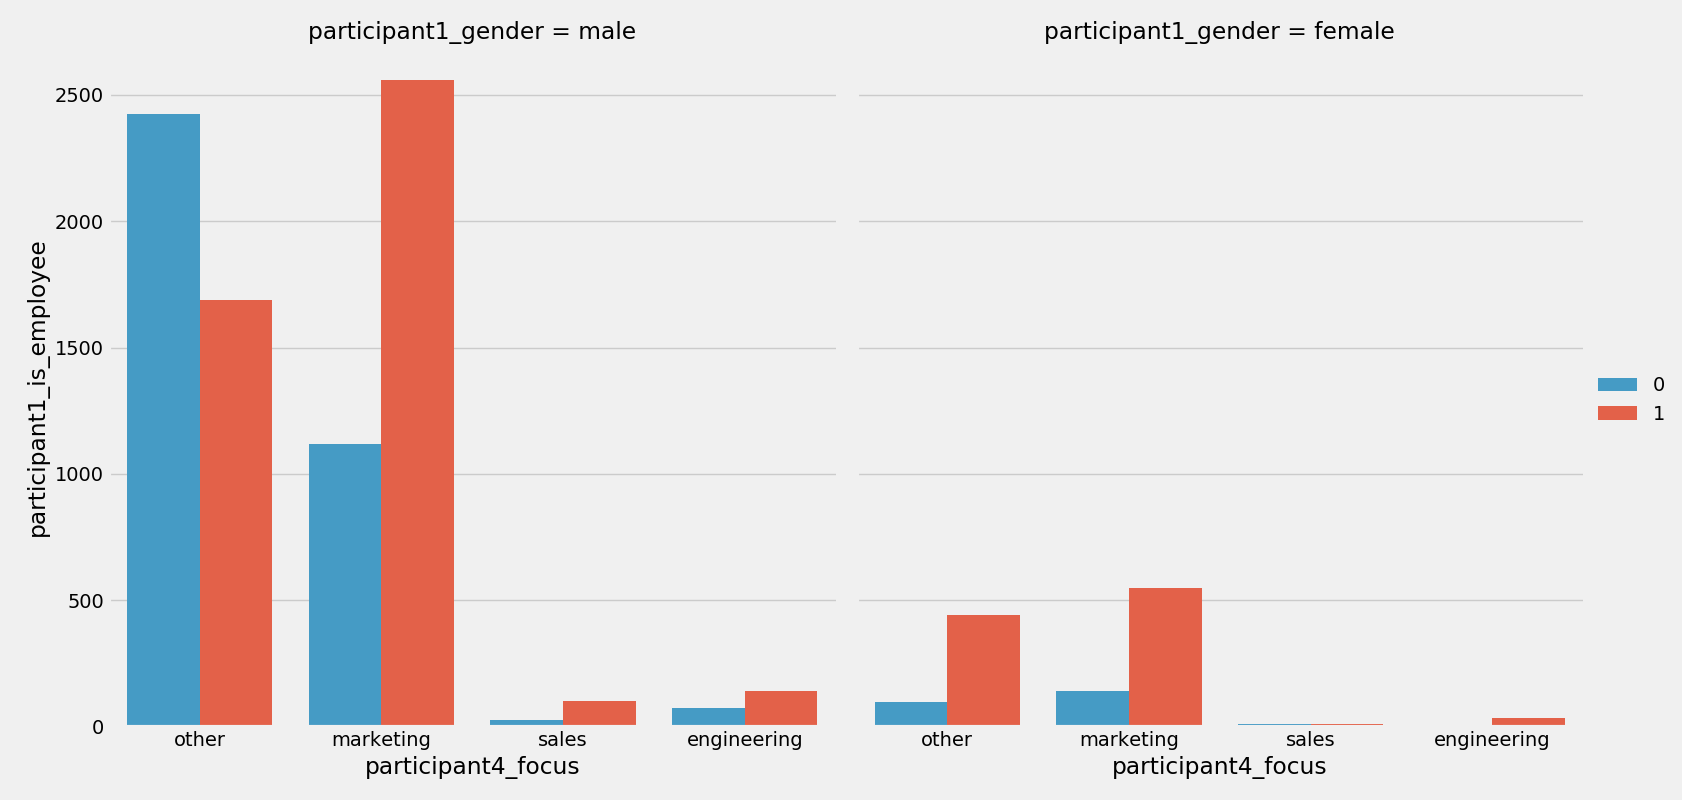 participant1_gender = male
participant1_gender = female
participant1_is_employee
2500
2000
1500
1000
500
0
other marketing sales engineering
other marketing sales engineering
participant4_focus
participant4_focus
0
1